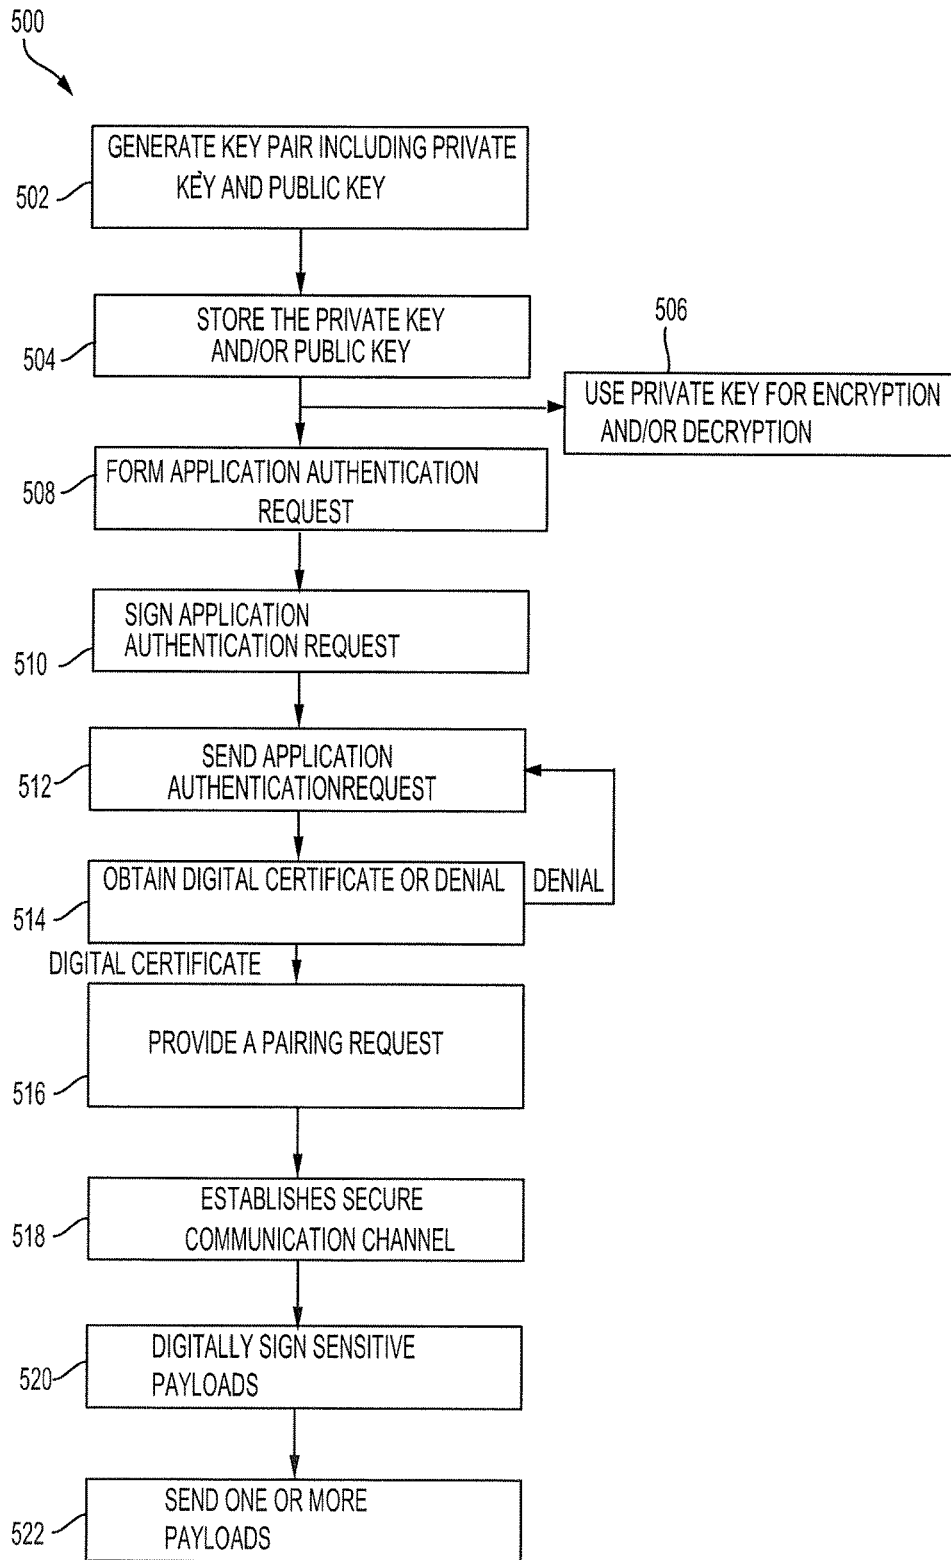 500
GENERATE KEY PAIR INCLUDING PRIVATE
KEY AND PUBLIC KEY
502
STORE THE PRIVATE KEY
AND/OR PUBLIC KEY
504
506
USE PRIVATE KEY FOR ENCRYPTION
AND/OR DECRYPTION
FORM APPLICATION AUTHENTICATION
REQUEST
508
SIGN APPLICATION
AUTHENTICATION REQUEST
510
SEND APPLICATION
AUTHENTICATIONREQUEST
512
OBTAIN DIGITAL CERTIFICATE OR DENIAL
DENIAL
514
DIGITAL CERTIFICATE
PROVIDE A PAIRING REQUEST
516
ESTABLISHES SECURE
COMMUNICATION CHANNEL
518
DIGITALLY SIGN SENSITIVE
PAYLOADS
520
SEND ONE OR MORE
PAYLOADS
522